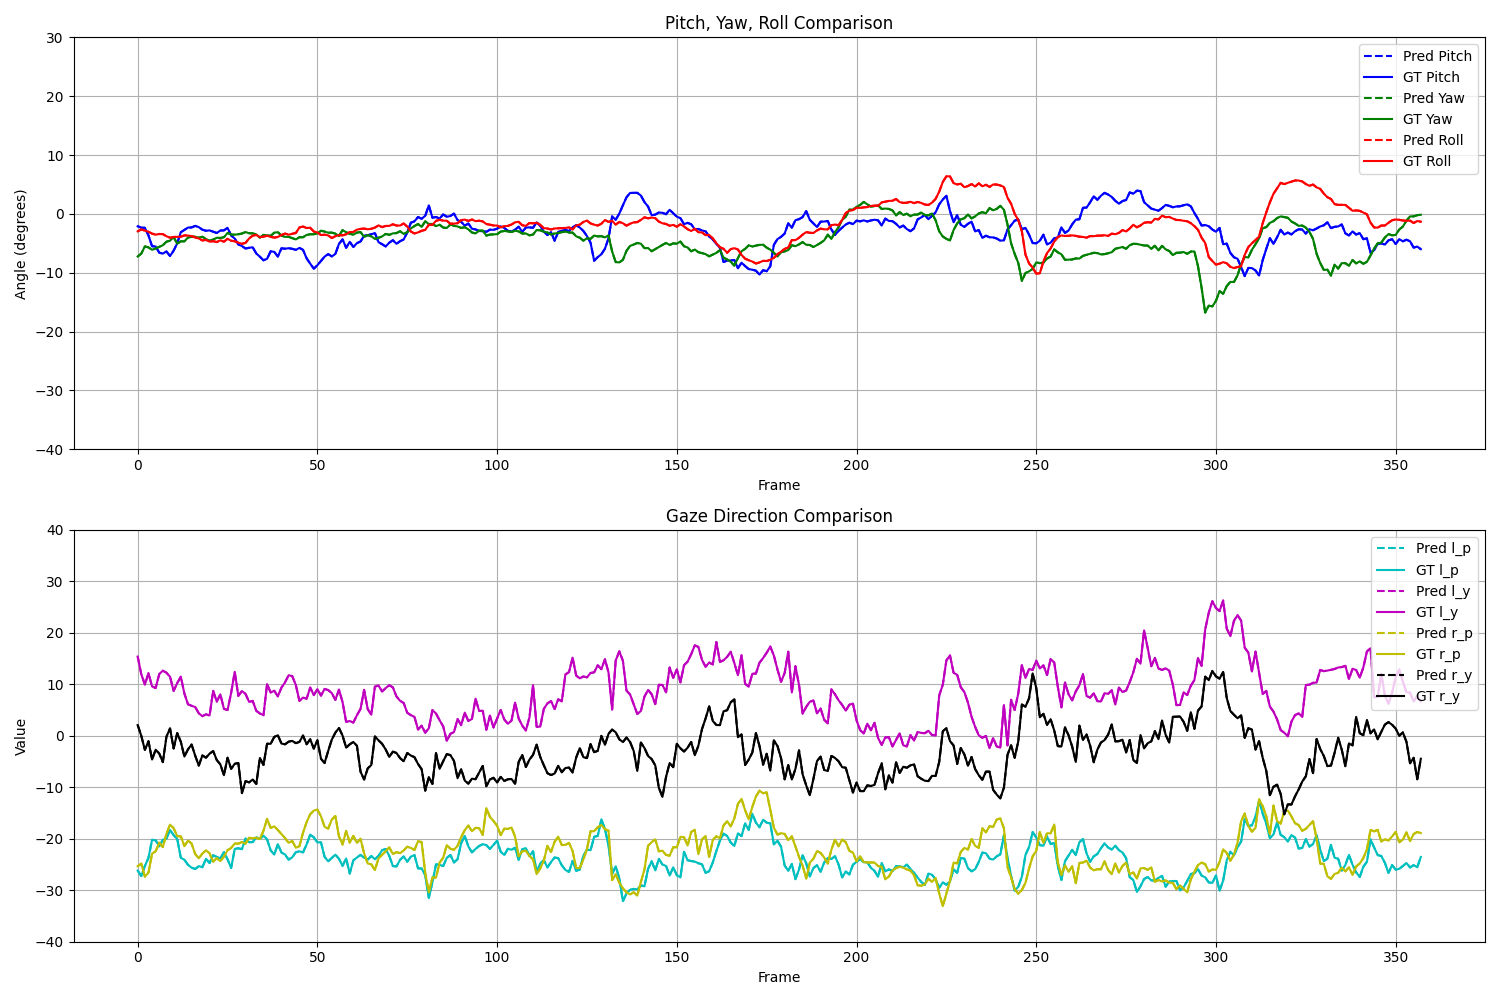 Pitch, Yaw, Roll Comparison
30
20
10
0
−10
−20
−30
−40
Angle (degrees)
0 50 100 150 200 250 300 350
Frame
Pred Pitch
GT Pitch
Pred Yaw
GT Yaw
Pred Roll
GT Roll
Gaze Direction Comparison
40
30
20
10
0
−10
−20
−30
−40
Value
0 50 100 150 200 250 300 350
Frame
Pred l_p
GT l_p
Pred l_y
GT l_y
Pred r_p
GT r_p
Pred r_y
GT r_y